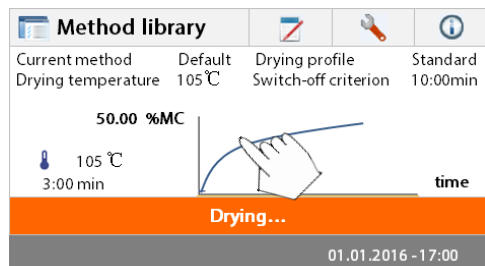 Method library
Current method Default Drying profile Standard
Drying temperature 105℃ Switch-off criterion 10:00min
50.00 %MC
105 ℃
3:00 min
time
Drying...
01.01.2016 -17:00